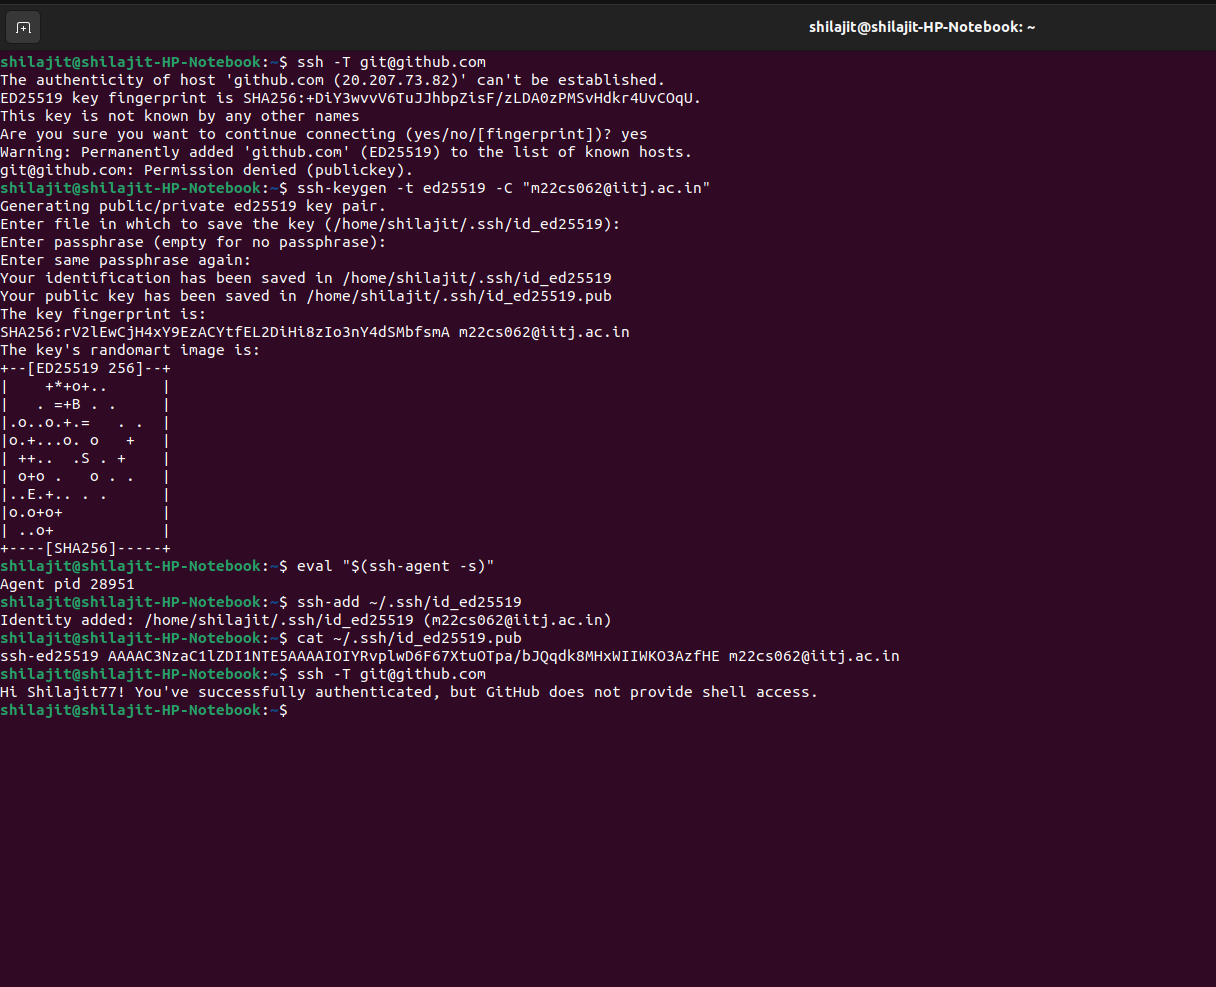 shilajit@shilajit-HP-Notebook: ~
shilajit@shilajit-HP-Notebook:~$ ssh -T git@github.com
The authenticity of host 'github.com (20.207.73.82)' can't be established.
ED25519 key fingerprint is SHA256:+DiY3wvvV6TuJJhbpZisF/zLDA0zPMSvHdkr4UvCOqU.
This key is not known by any other names
Are you sure you want to continue connecting (yes/no/[fingerprint])? yes
Warning: Permanently added 'github.com' (ED25519) to the list of known hosts.
git@github.com: Permission denied (publickey).
shilajit@shilajit-HP-Notebook:~$ ssh-keygen -t ed25519 -C "m22cs062@iitj.ac.in"
Generating public/private ed25519 key pair.
Enter file in which to save the key (/home/shilajit/.ssh/id_ed25519):
Enter passphrase (empty for no passphrase):
Enter same passphrase again:
Your identification has been saved in /home/shilajit/.ssh/id_ed25519
Your public key has been saved in /home/shilajit/.ssh/id_ed25519.pub
The key fingerprint is:
SHA256:rV2lEwCjH4xY9EzACYtfEL2DiHi8zIo3nY4dSMbfsmA m22cs062@iitj.ac.in
The key's randomart image is:
+--[ED25519 256]--+
|    +*+o+..      |
|   . =+B . .     |
|.o..o.+.=   . .  |
|o.+...o. o   +   |
| ++..  .S . +    |
| o+o .   o . .   |
|..E.+.. . .      |
|o.o+o+           |
| ..o+            |
+----[SHA256]-----+
shilajit@shilajit-HP-Notebook:~$ eval "$(ssh-agent -s)"
Agent pid 28951
shilajit@shilajit-HP-Notebook:~$ ssh-add ~/.ssh/id_ed25519
Identity added: /home/shilajit/.ssh/id_ed25519 (m22cs062@iitj.ac.in)
shilajit@shilajit-HP-Notebook:~$ cat ~/.ssh/id_ed25519.pub
ssh-ed25519 AAAAC3NzaC1lZDI1NTE5AAAAIOIYRvplwD6F67XtuOTpa/bJQqdk8MHxWIIWKO3AzfHE m22cs062@iitj.ac.in
shilajit@shilajit-HP-Notebook:~$ ssh -T git@github.com
Hi Shilajit77! You've successfully authenticated, but GitHub does not provide shell access.
shilajit@shilajit-HP-Notebook:~$